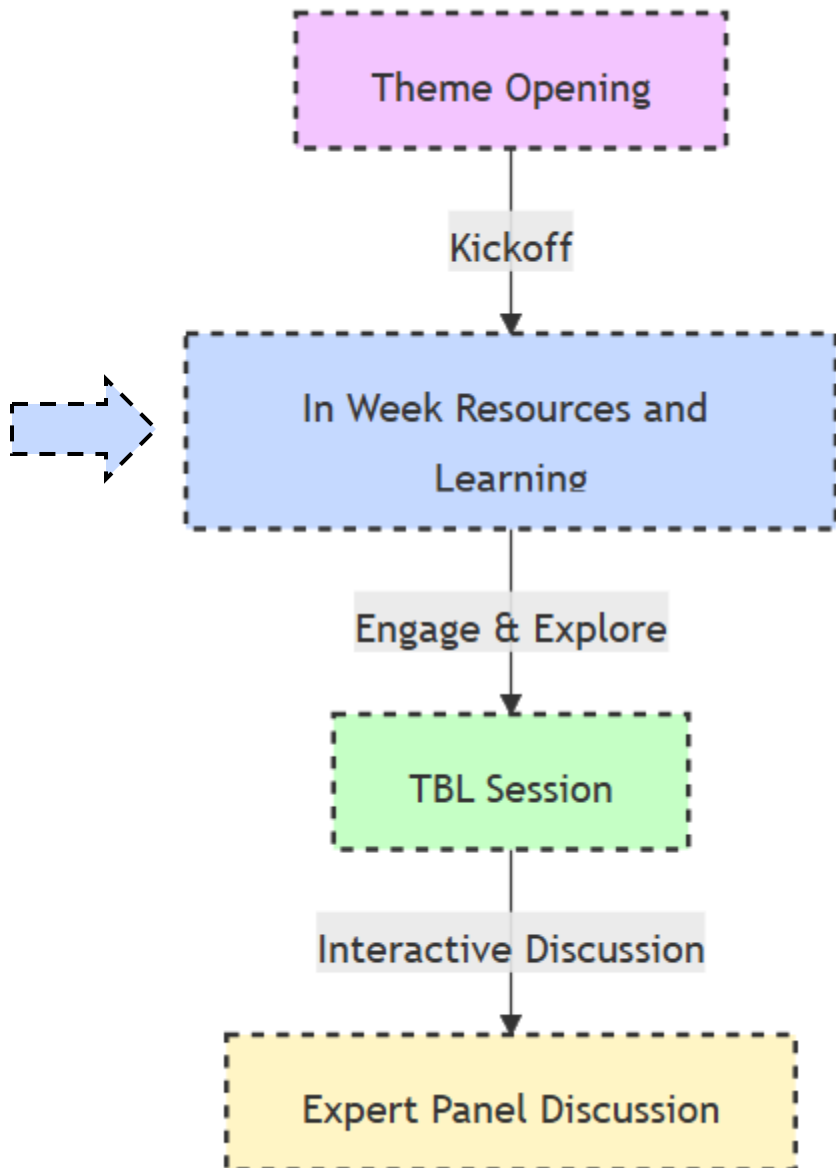 Theme Opening
Kickoff
In Week Resources and
Learning
Engage & Explore
TBL Session
Interactive Discussion
Expert Panel Discussion